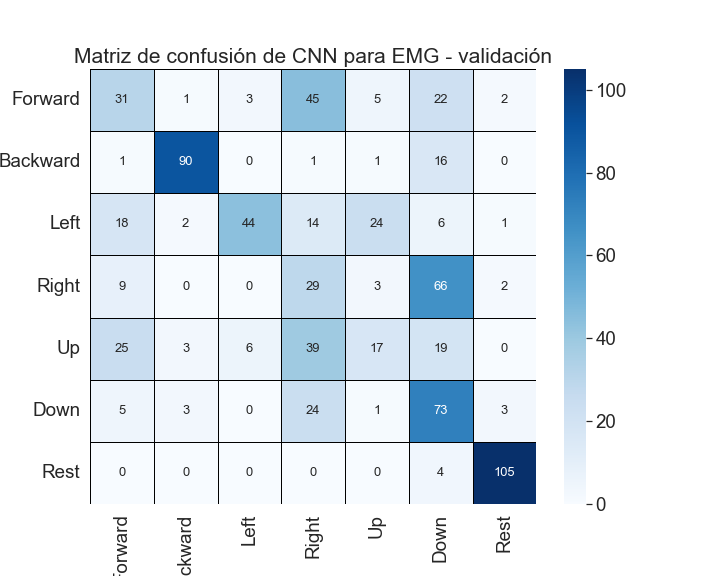 Matriz de confusión de CNN para EMG - validación
Forward 31 1 3 45 5 22 2
Backward 1 90 0 1 1 16 0
Left 18 2 44 14 24 6 1
Right 9 0 0 29 3 66 2
Up 25 3 6 39 17 19 0
Down 5 3 0 24 1 73 3
Rest 0 0 0 0 0 4 105
Forward ckward Left Right Up Down Rest
100
80
60
40
20
0